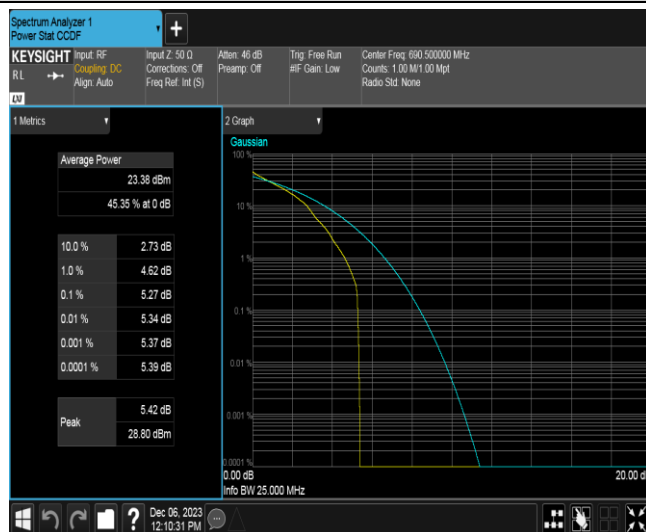 Spectrum Analyzer 1
Power Stat CCDF
+
KEYSIGHT
RL
LXI
Input: RF
Coupling: DC
Align: Auto
Input Z: 50 Ω
Corrections: Off
Freq Ref: Int (S)
Atten: 46 dB
Preamp: Off
Trig: Free Run
#IF Gain: Low
Center Freq: 690.500000 MHz
Counts: 1.00 M/1.00 Mpt
Radio Std: None
1 Metrics
Average Power
23.38 dBm
45.35 % at 0 dB
10.0 % 2.73 dB
1.0 % 4.62 dB
0.1 % 5.27 dB
0.01 % 5.34 dB
0.001 % 5.37 dB
0.0001 % 5.39 dB
Peak
5.42 dB
28.80 dBm
2 Graph
Gaussian
100 %
10 %
1 %
0.1 %
0.01 %
0.001 %
0.0001 %
0.00 dB
20.00 d
Info BW 25.000 MHz
?
Dec 06, 2023
12:10:31 PM